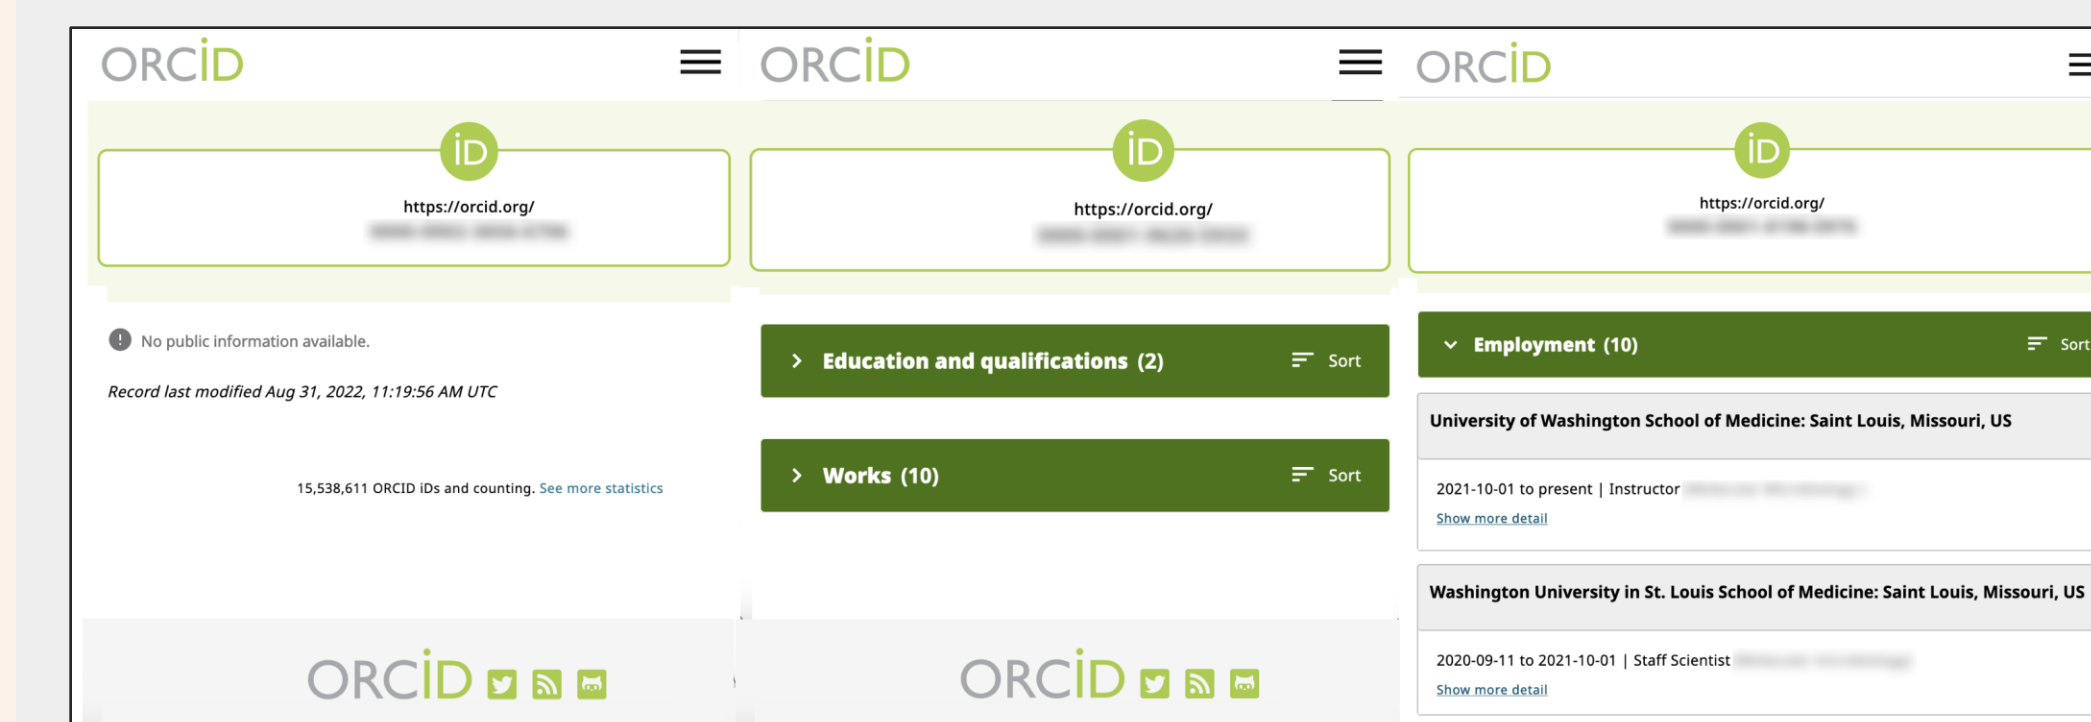 ORCiD
iD
https://orcid.org/
No public information available.
Record last modified Aug 31, 2022, 11:19:56 AM UTC
15,538,611 ORCID iDs and counting. See more statistics
ORCiD
ORCiD
iD
https://orcid.org/
Education and qualifications (2)
Sort
Works (10)
Sort
ORCiD
ORCiD
iD
https://orcid.org/
Employment (10)
Sort
University of Washington School of Medicine: Saint Louis, Missouri, US
2021-10-01 to present | Instructor
Show more detail
Washington University in St. Louis School of Medicine: Saint Louis, Missouri, US
2020-09-11 to 2021-10-01 | Staff Scientist
Show more detail